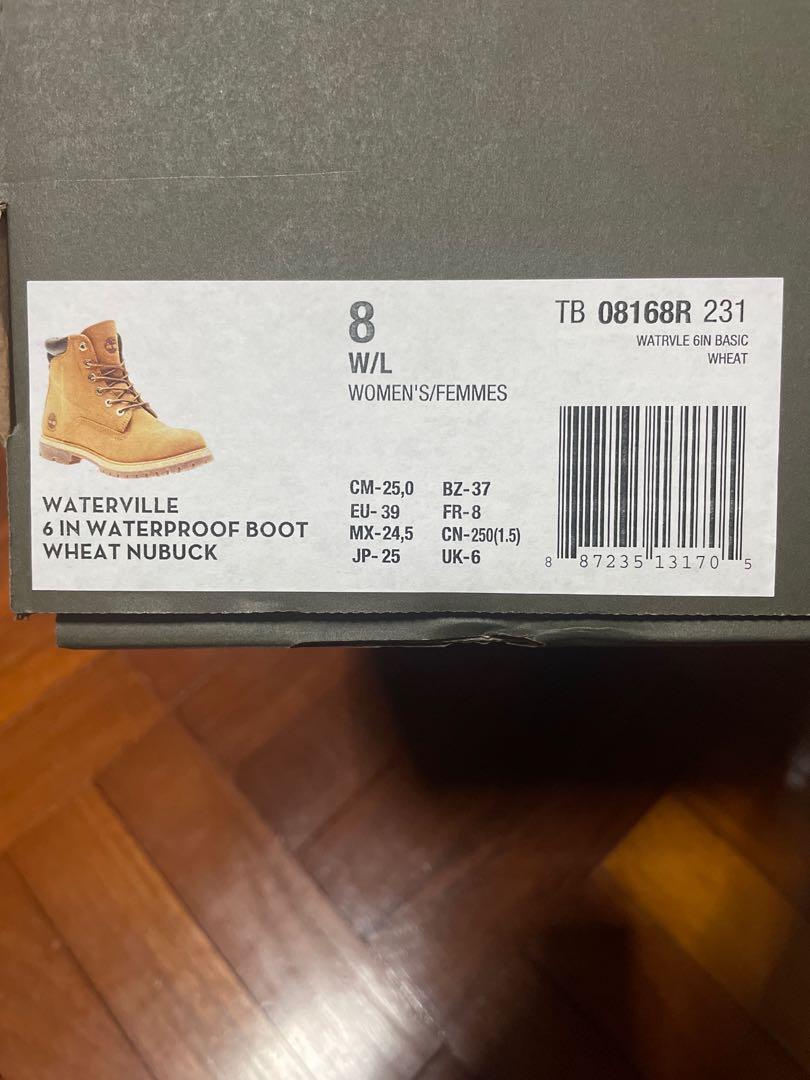 8
W/L
WOMEN'S/FEMMES
TB 08168R 231
WATRVLE 6IN BASIC
WHEAT
WATERVILLE
6 IN WATERPROOF BOOT
WHEAT NUBUCK
CM-25,0 BZ-37
EU-39 FR-8
MX-24,5 CN-250(1.5)
JP-25 UK-6
8 87235 13170 5